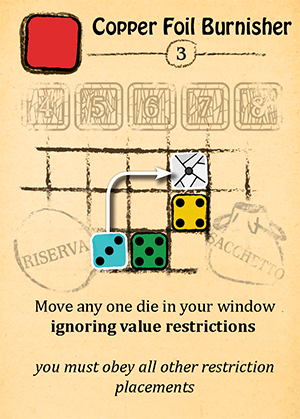 Copper Foil Burnisher
3
4 5 6 7 8
RISERVA
SACCHETTO
Move any one die in your window
ignoring value restrictions
you must obey all other restriction
placements